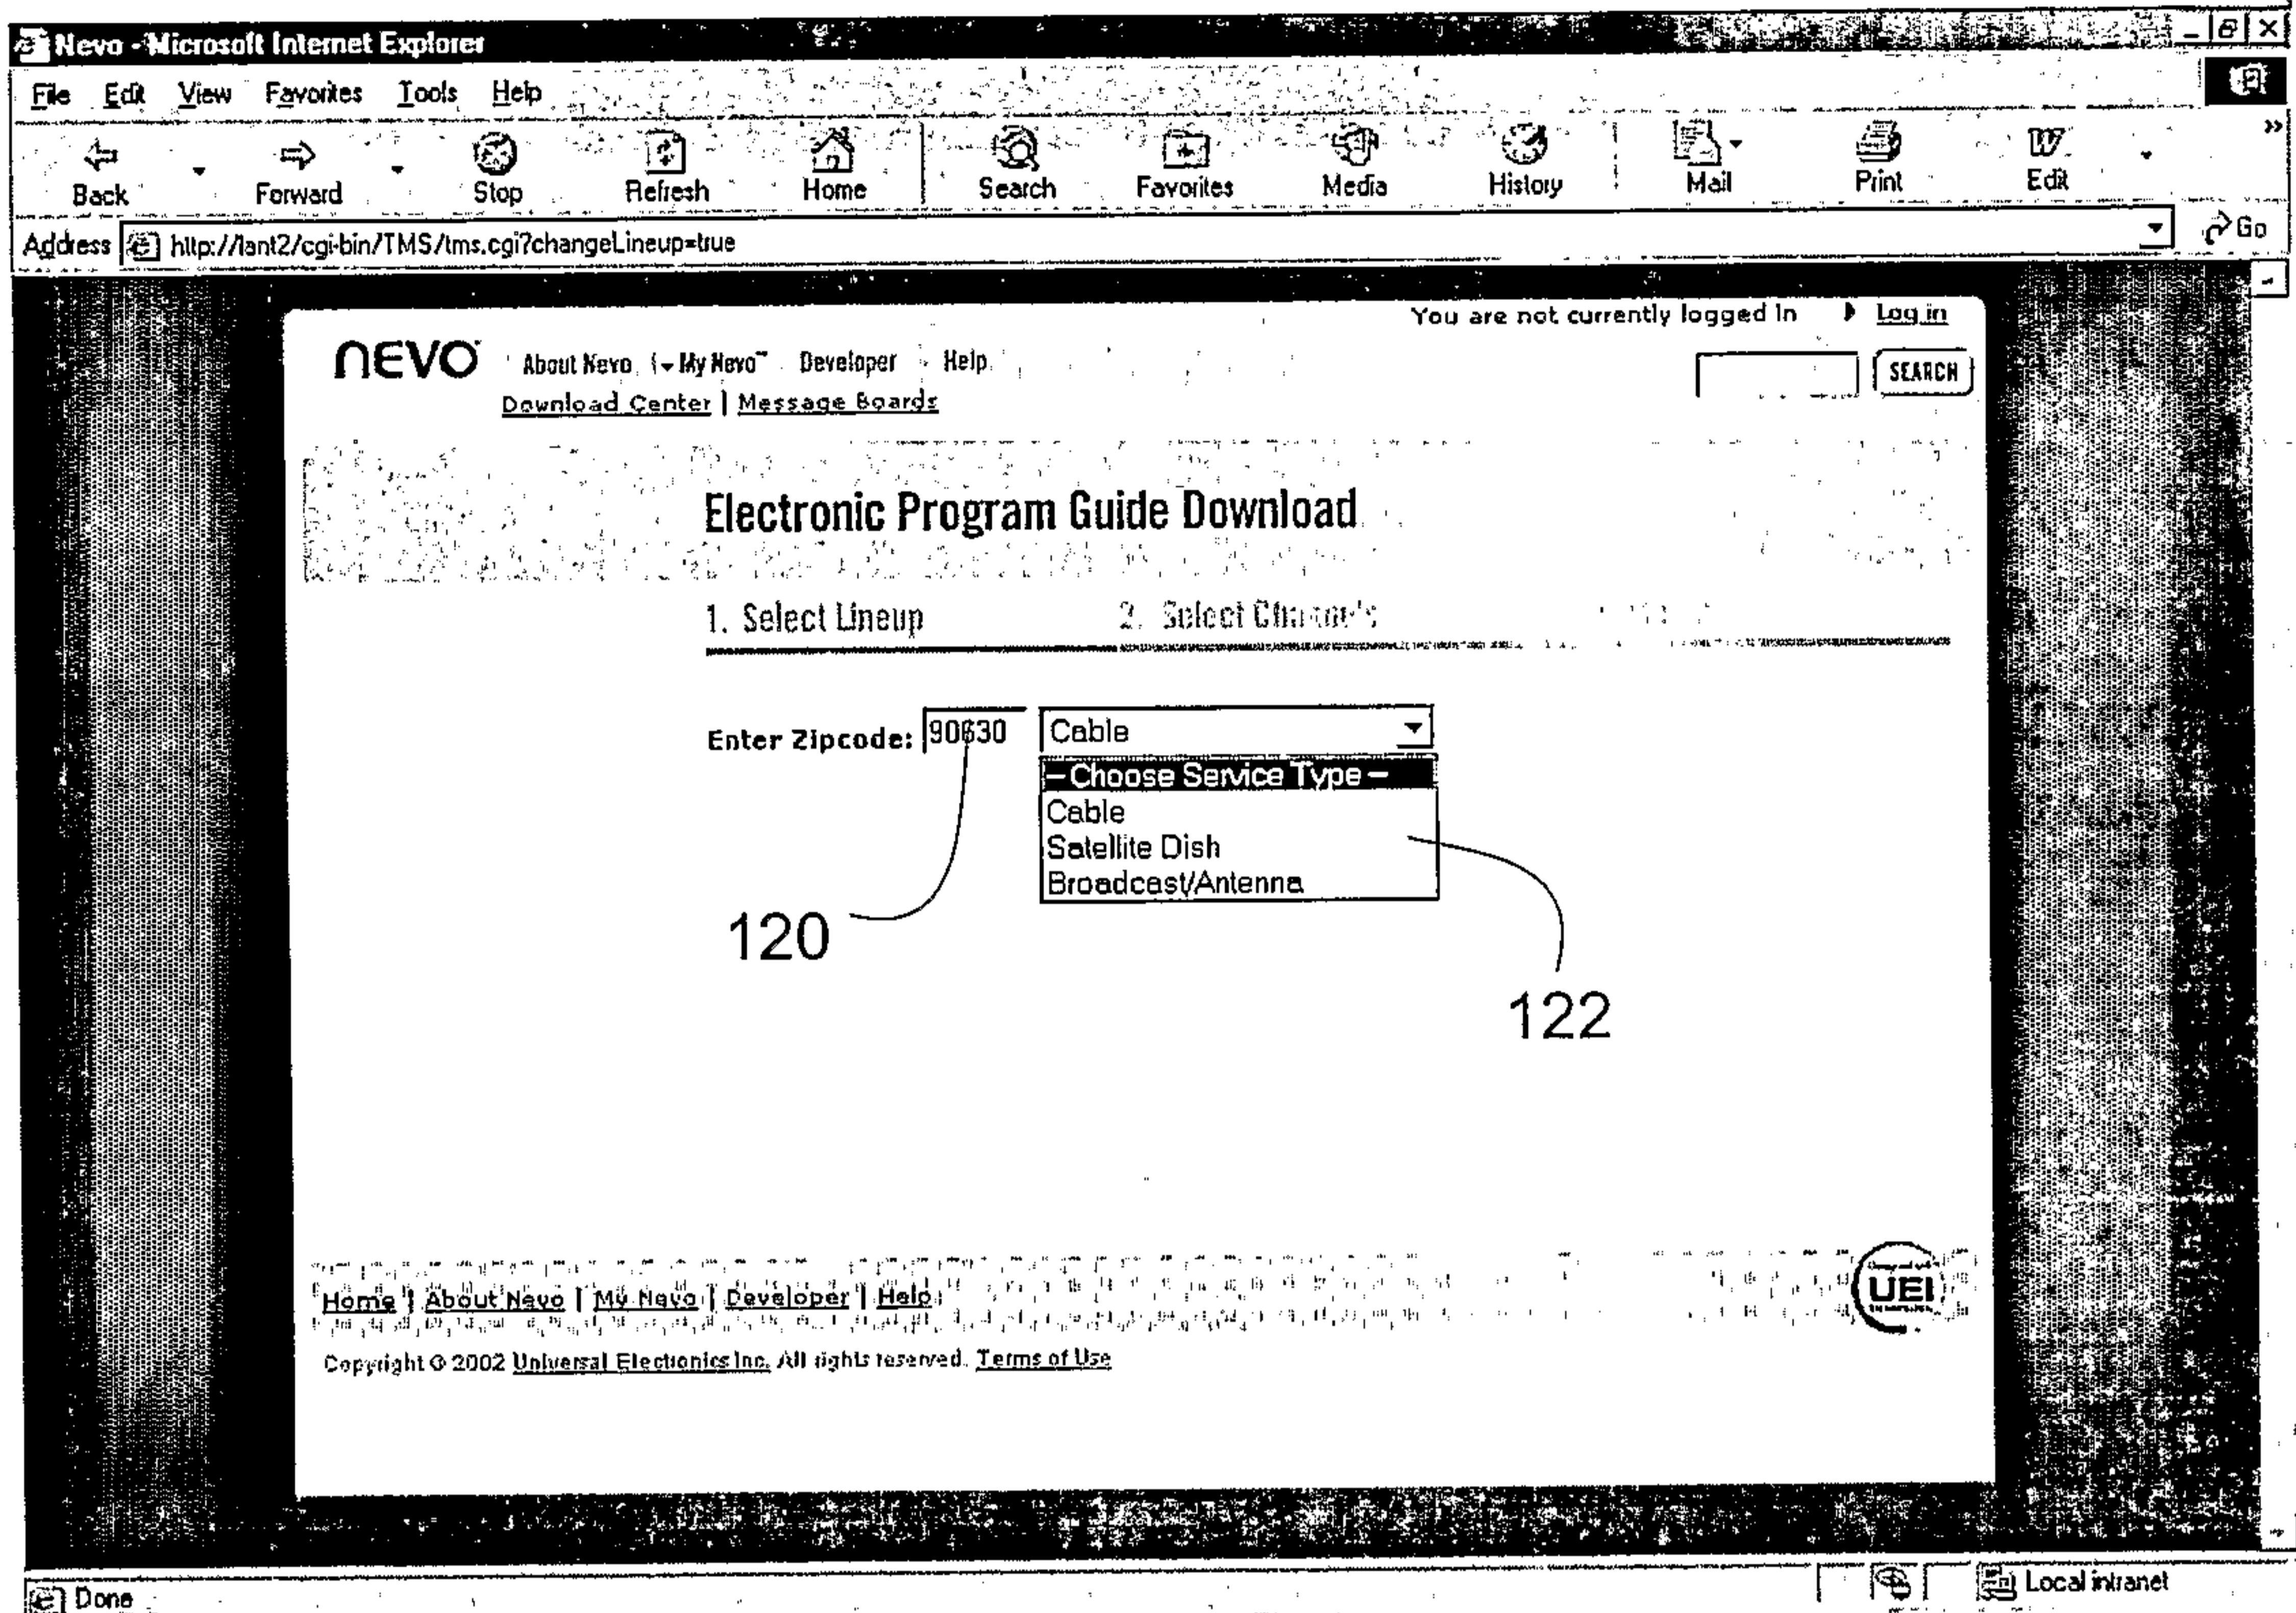 Nevo - Microsoft Internet Explorer
File Edit View Favorites Tools Help
Back Forward Stop Refresh Home Search Favorites Media History Mail Print Edit
Address http://lant2/cgi-bin/TMS/tms.cgi?changeLineup=true Go
You are not currently logged in Log in
NEVO About Nevo My Nevo™ Developer Help SEARCH
Download Center | Message Boards
Electronic Program Guide Download
1. Select Lineup 2. Select Channels
Enter Zipcode: 90630 Cable
– Choose Service Type –
Cable
Satellite Dish
Broadcast/Antenna
120
122
Home | About Nevo | My Nevo | Developer | Help
UEI
Copyright © 2002 Universal Electronics Inc. All rights reserved. Terms of Use
Done Local intranet